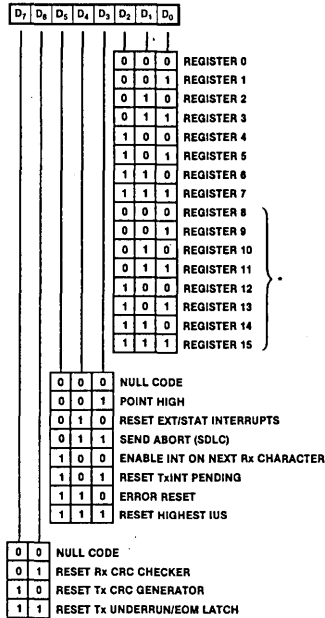 D7 D6 D5 D4 D3 D2 D1 D0
0 0 0 REGISTER 0
0 0 1 REGISTER 1
0 1 0 REGISTER 2
0 1 1 REGISTER 3
1 0 0 REGISTER 4
1 0 1 REGISTER 5
1 1 0 REGISTER 6
1 1 1 REGISTER 7
0 0 0 REGISTER 8
0 0 1 REGISTER 9
0 1 0 REGISTER 10
0 1 1 REGISTER 11
1 0 0 REGISTER 12
1 0 1 REGISTER 13
1 1 0 REGISTER 14
1 1 1 REGISTER 15
*
0 0 0 NULL CODE
0 0 1 POINT HIGH
0 1 0 RESET EXT/STAT INTERRUPTS
0 1 1 SEND ABORT (SDLC)
1 0 0 ENABLE INT ON NEXT Rx CHARACTER
1 0 1 RESET TxINT PENDING
1 1 0 ERROR RESET
1 1 1 RESET HIGHEST IUS
0 0 NULL CODE
0 1 RESET Rx CRC CHECKER
1 0 RESET Tx CRC GENERATOR
1 1 RESET Tx UNDERRUN/EOM LATCH